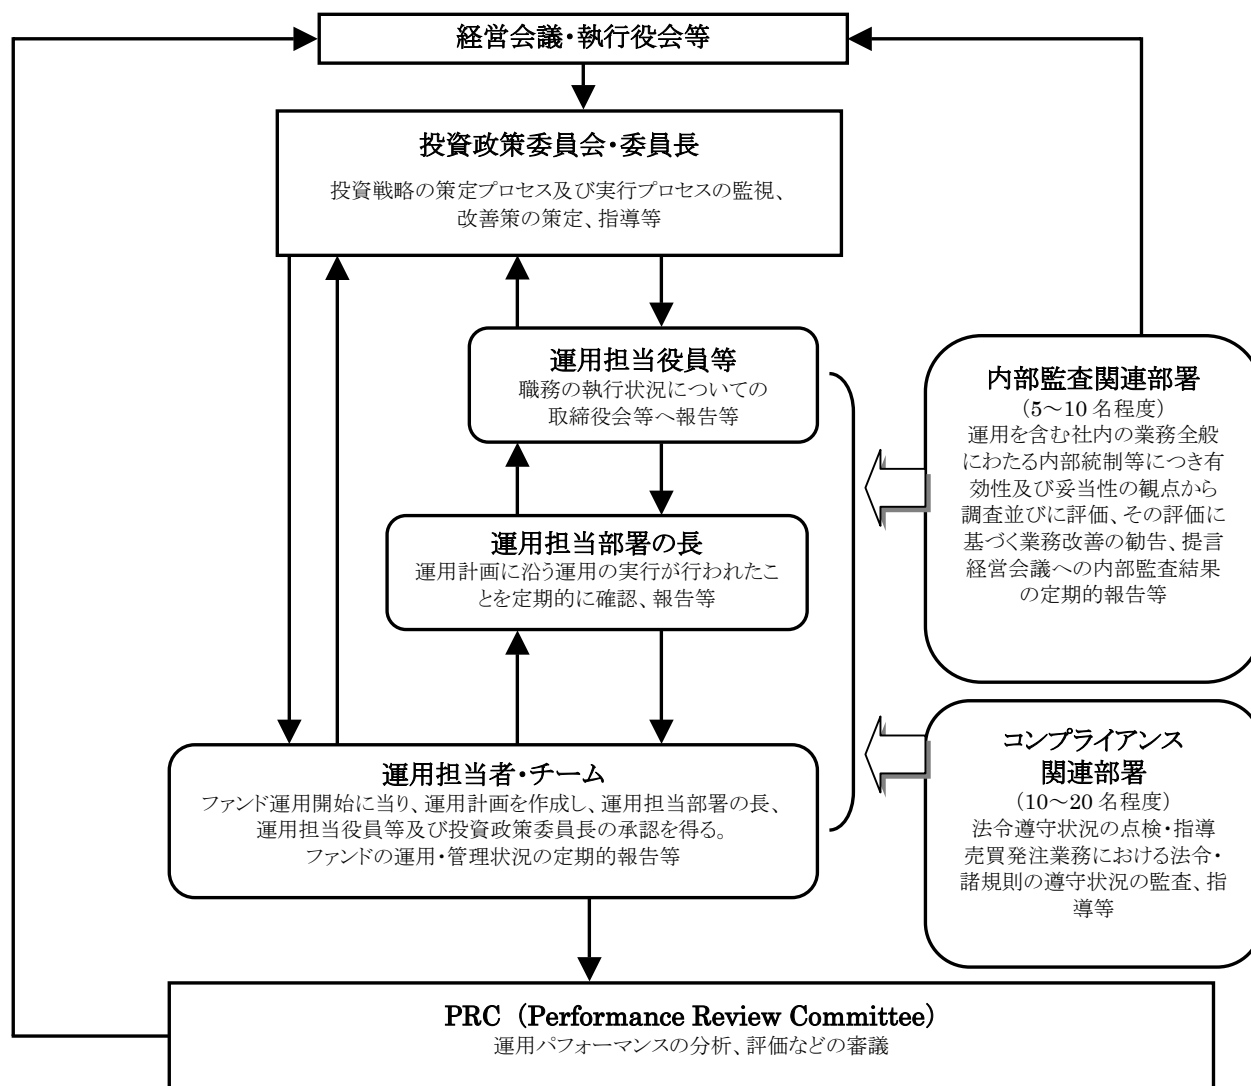 経営会議・執行役会等
投資政策委員会・委員長
投資戦略の策定プロセス及び実行プロセスの監視、
改善策の策定、指導等
運用担当役員等
職務の執行状況についての
取締役会等へ報告等
運用担当部署の長
運用計画に沿う運用の実行が行われたこ
とを定期的に確認、報告等
運用担当者・チーム
ファンド運用開始に当り、運用計画を作成し、運用担当部署の長、
運用担当役員等及び投資政策委員長の承認を得る。
ファンドの運用・管理状況の定期的報告等
内部監査関連部署
（5～10 名程度）
運用を含む社内の業務全般
にわたる内部統制等につき有
効性及び妥当性の観点から
調査並びに評価、その評価に
基づく業務改善の勧告、提言
経営会議への内部監査結果
の定期的報告等
コンプライアンス
関連部署
（10～20 名程度）
法令遵守状況の点検・指導
売買発注業務における法令・
諸規則の遵守状況の監査、指
導等
PRC（Performance Review Committee）
運用パフォーマンスの分析、評価などの審議